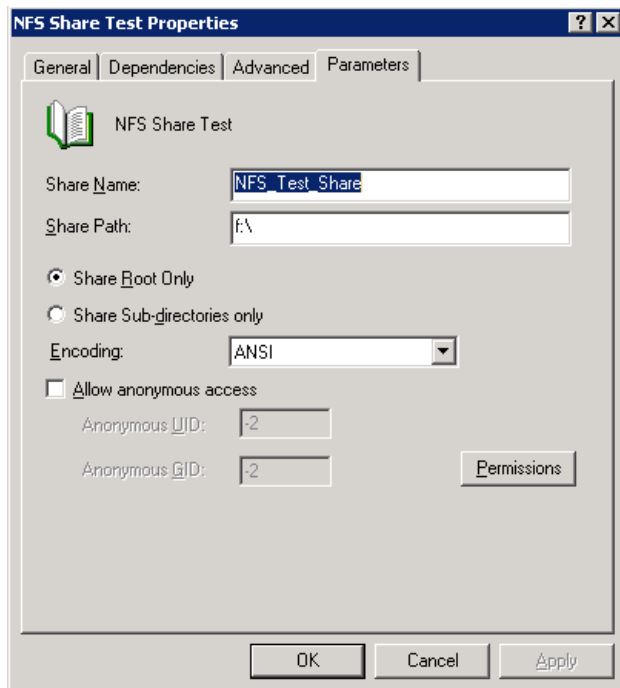 NFS Share Test Properties
General Dependencies Advanced Parameters
NFS Share Test
Share Name: NFS_Test_Share
Share Path: f:\
Share Root Only
Share Sub-directories only
Encoding: ANSI
Allow anonymous access
Anonymous UID: -2
Anonymous GID: -2 Permissions
OK Cancel Apply